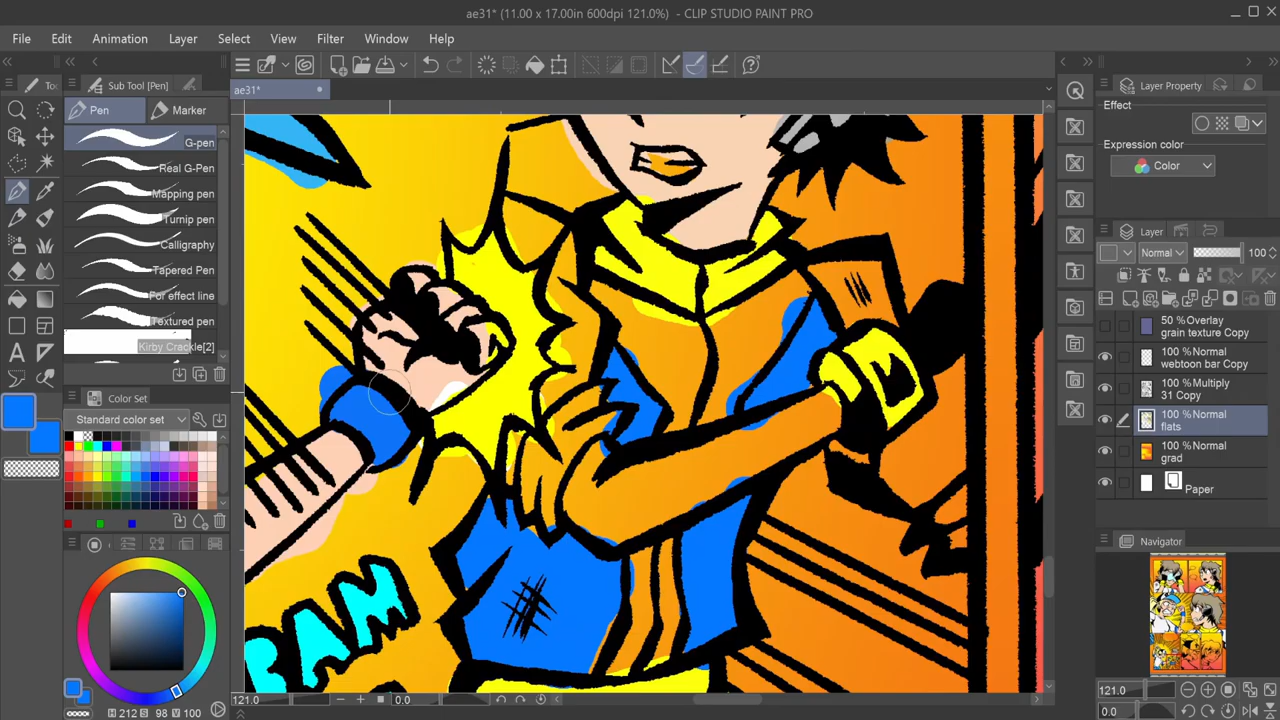 ae31* (11.00 x 17.00in 600dpi 121.0%)  - CLIP STUDIO PAINT PRO
File Edit Animation Layer Select View Filter Window Help
Sub Tool [Pen]
ae31*
Layer Property
Pen Marker
Effect
G-pen
Real G-Pen
Mapping pen
Turnip pen
Calligraphy
Tapered Pen
For effect line
Textured pen
Kirby Crackle[2]
Expression color
Color
Layer
Normal 100
50 % Overlay
grain texture Copy
100 % Normal
webtoon bar Copy
100 % Multiply
31 Copy
100 % Normal
flats
100 % Normal
grad
Paper
Color Set
Standard color set
Navigator
BAM
H 212 S 98 V 100
121.0 0.0
121.0
0.0